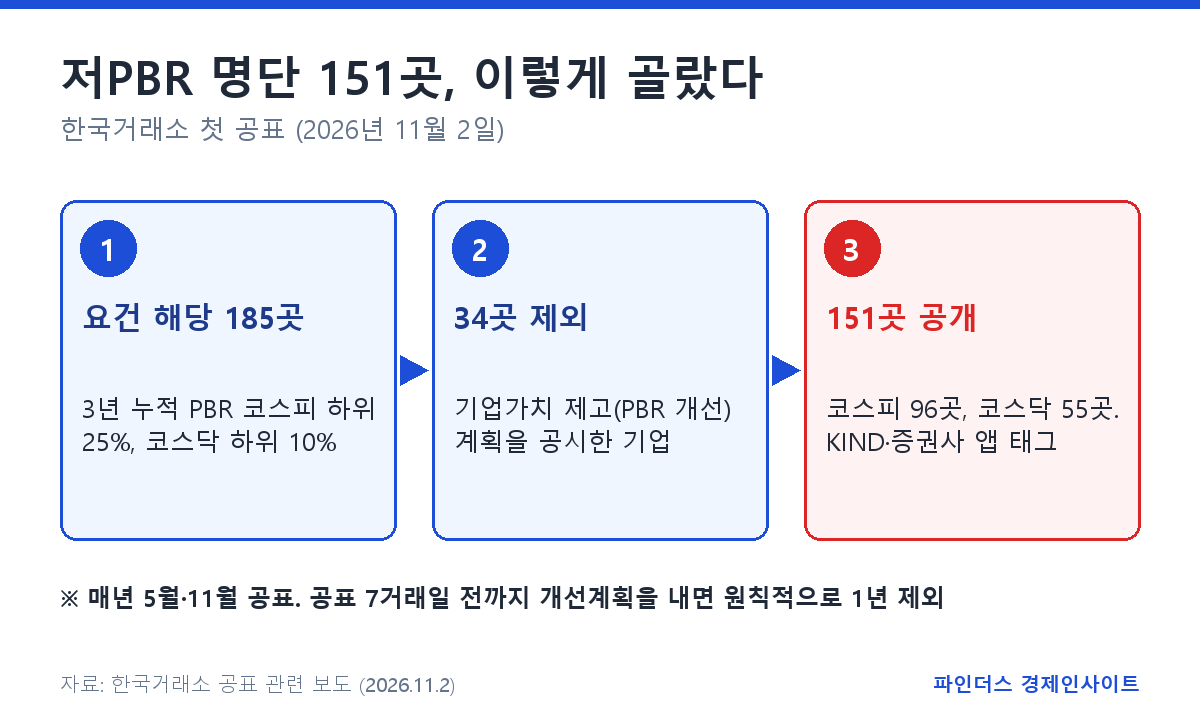 저PBR 명단 151곳, 이렇게 골랐다
한국거래소 첫 공표 (2026년 11월 2일)
1
요건 해당 185곳
3년 누적 PBR 코스피 하위
25%, 코스닥 하위 10%
2
34곳 제외
기업가치 제고(PBR 개선)
계획을 공시한 기업
3
151곳 공개
코스피 96곳, 코스닥 55곳.
KIND·증권사 앱 태그
※ 매년 5월·11월 공표. 공표 7거래일 전까지 개선계획을 내면 원칙적으로 1년 제외
자료: 한국거래소 공표 관련 보도 (2026.11.2)
파인더스 경제인사이트